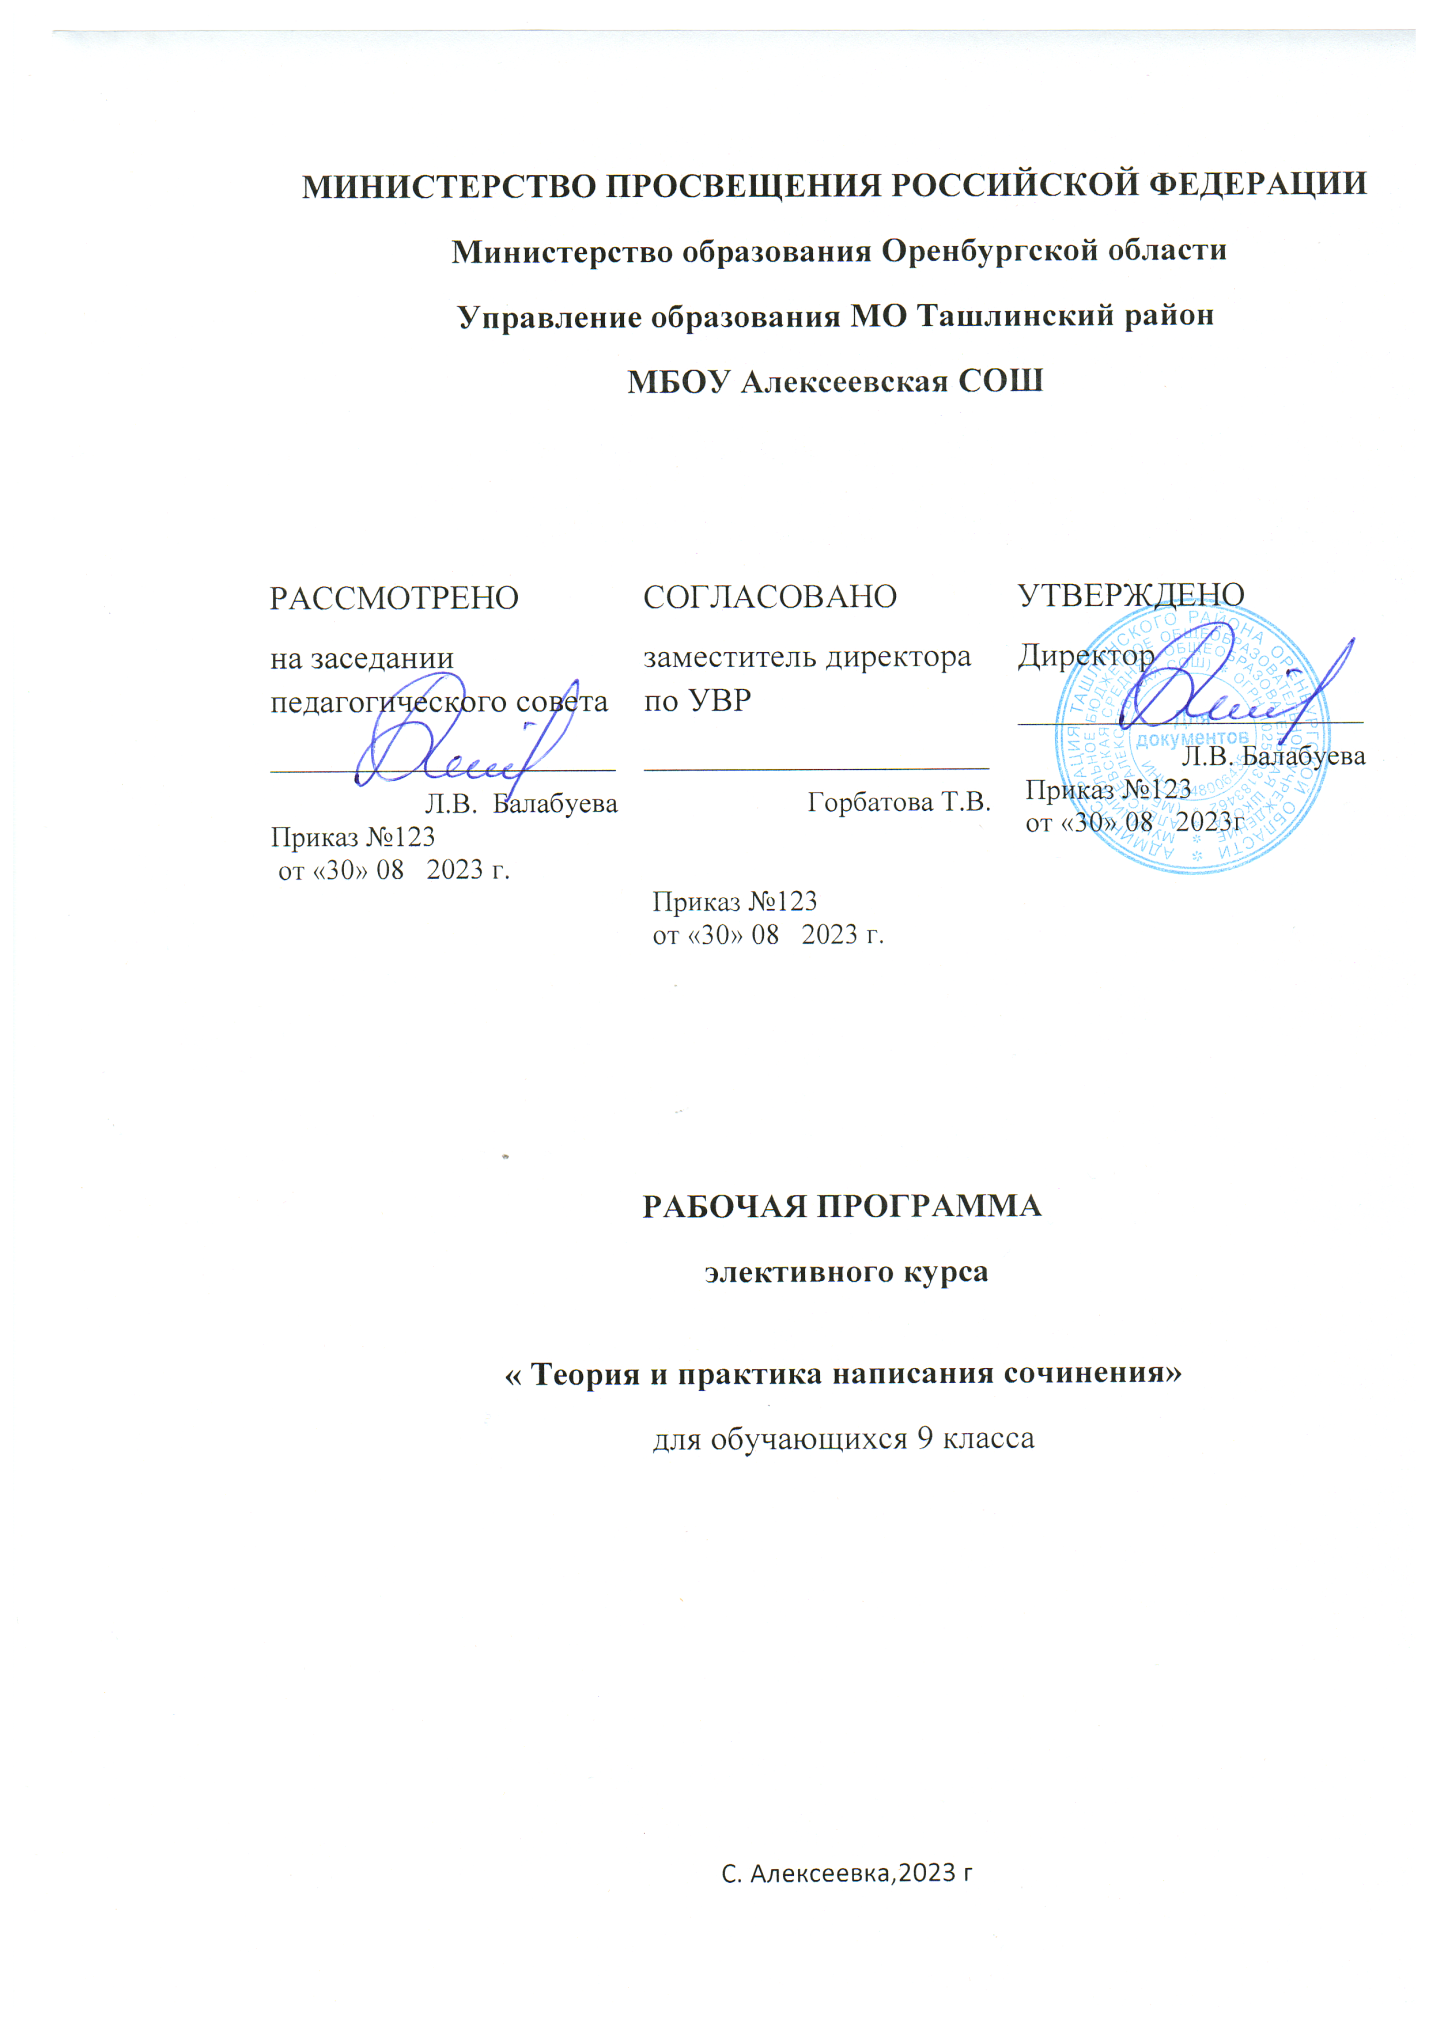 МИНИСТЕРСТВО ПРОСВЕЩЕНИЯ РОССИЙСКОЙ ФЕДЕРАЦИИ
Министерство образования Оренбургской области
Управление образования МО Ташлинский район
МБОУ Алексеевская СОШ
РАССМОТРЕНО
на заседании
педагогического совета
Л.В. Балабуева
Приказ №123
от «30» 08 2023 г.
СОГЛАСОВАНО
заместитель директора
по УВР
Горбатова Т.В.
Приказ №123
от «30» 08 2023 г.
УТВЕРЖДЕНО
Директор
документов
Л.В. Балабуева
Приказ №123
от «30» 08 2023г
РАБОЧАЯ ПРОГРАММА
элективного курса
« Теория и практика написания сочинения»
для обучающихся 9 класса
С. Алексеевка,2023 г